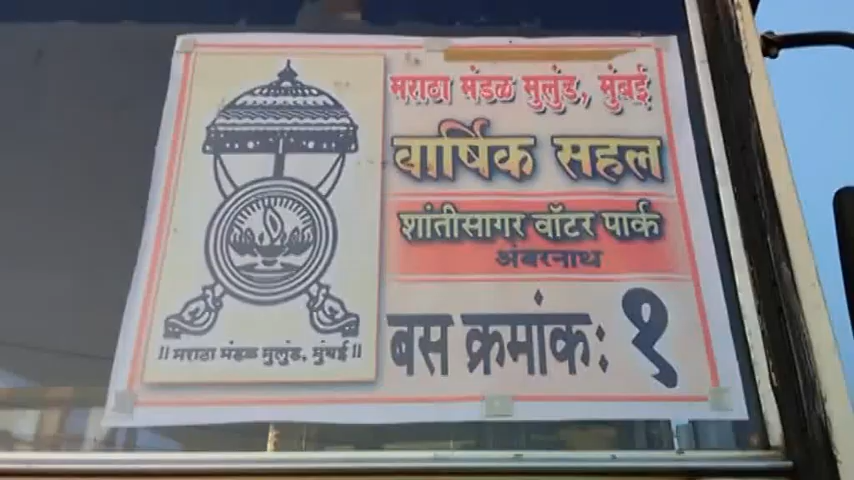 मराठा मंडळ मुलुंड, मुंबई
वार्षिक सहल
शांतीसागर वॉटर पार्क
अंबरनाथ
बस क्रमांक: १
॥ मराठा मंडळ मुलुंड, मुंबई ॥